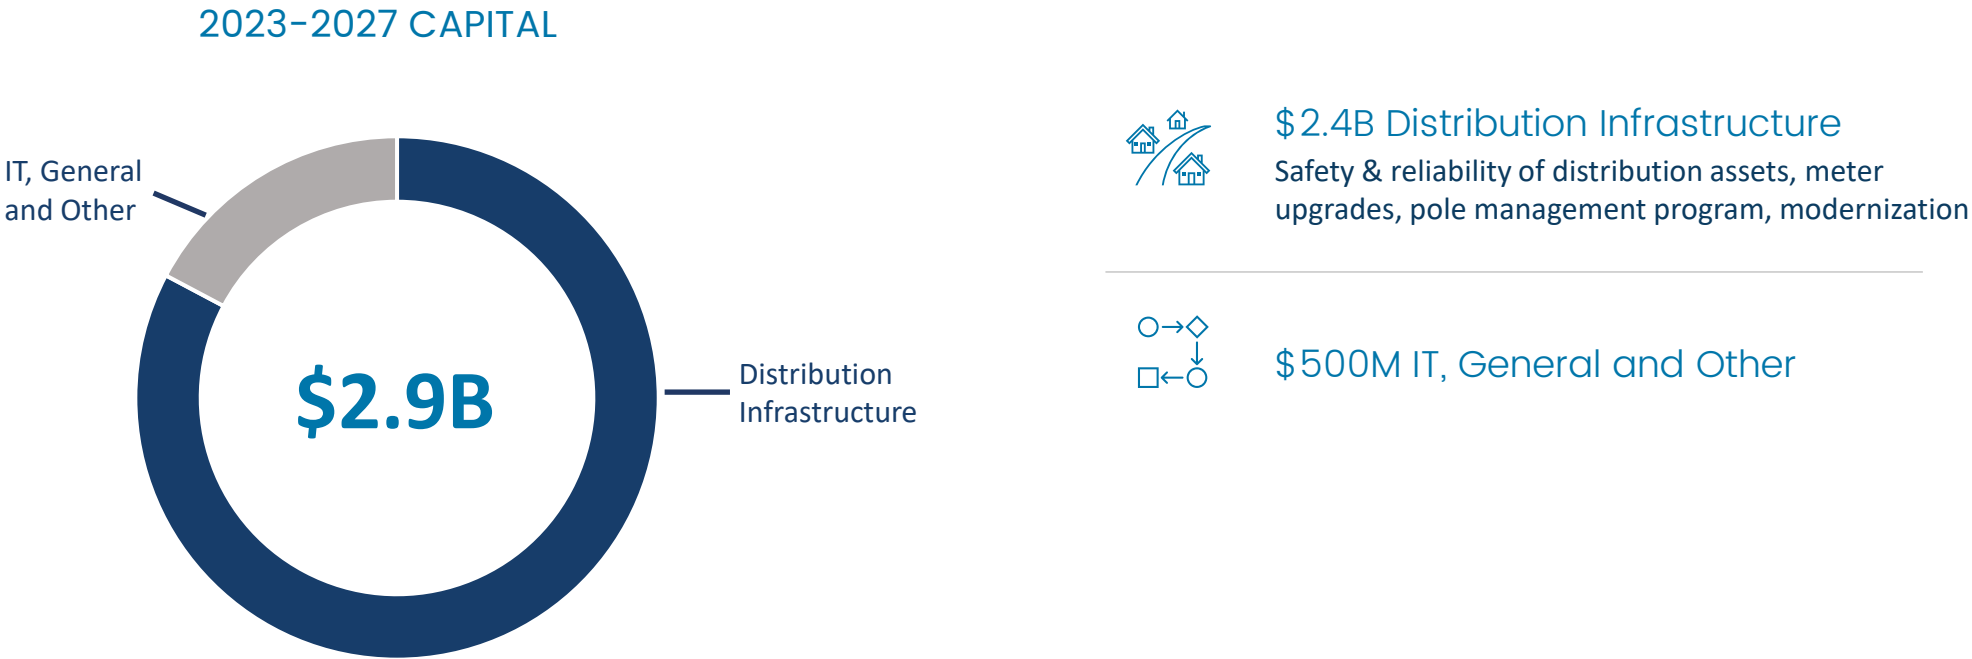 2023-2027 CAPITAL
IT, General
and Other
$2.9B
Distribution
Infrastructure
$2.4B Distribution Infrastructure
Safety & reliability of distribution assets, meter
upgrades, pole management program, modernization
$500M IT, General and Other